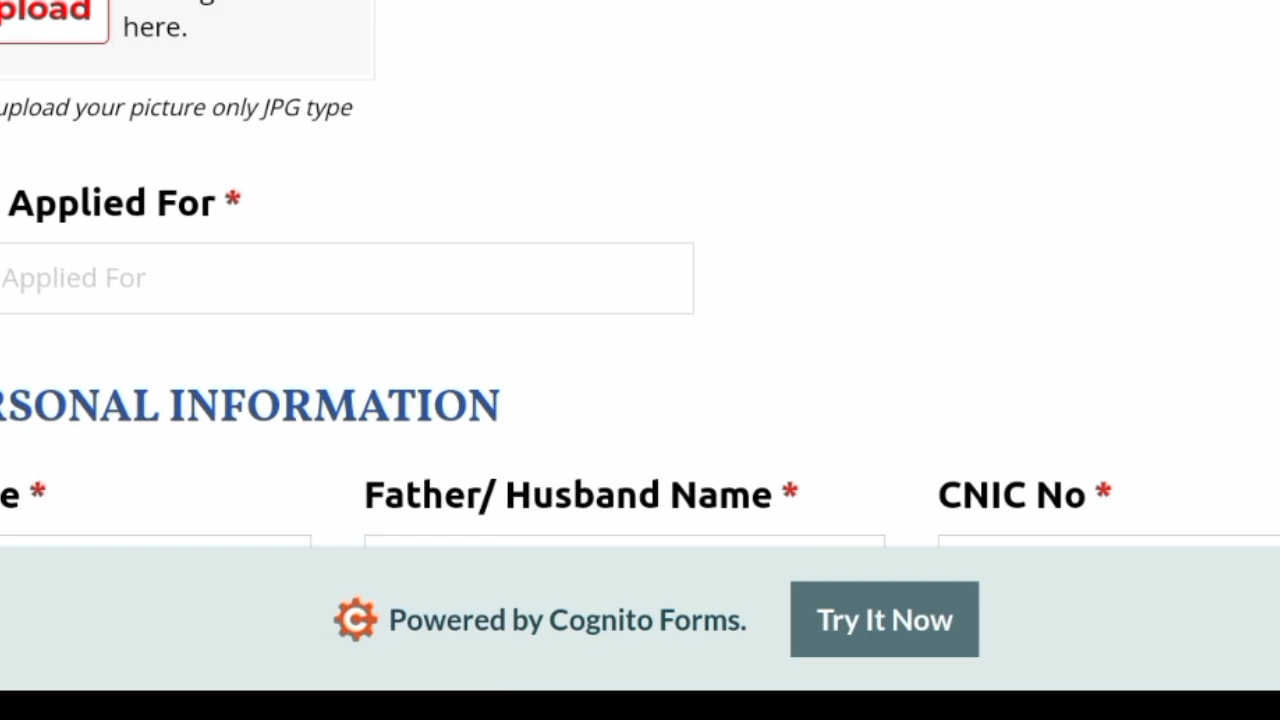 pload
here.
upload your picture only JPG type
Applied For *
Applied For
RSONAL INFORMATION
e * Father/ Husband Name * CNIC No *
Powered by Cognito Forms. Try It Now